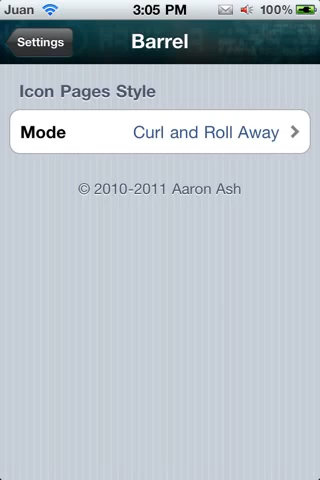 Juan 3:05 PM 100%
Settings Barrel
Icon Pages Style
Mode Curl and Roll Away
© 2010-2011 Aaron Ash